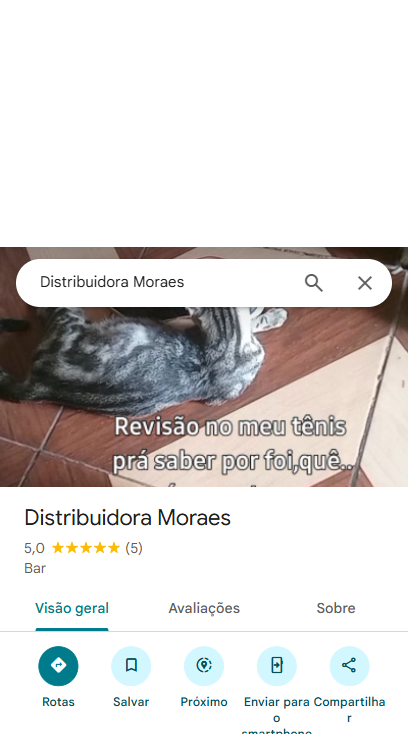 Distribuidora Moraes
Revisão no meu tênis
prá saber por foi,quê..
Distribuidora Moraes
5,0 (5)
Bar
Visão geral
Avaliações
Sobre
Rotas
Salvar
Próximo
Enviar para o
smartphone
Compartilha
r